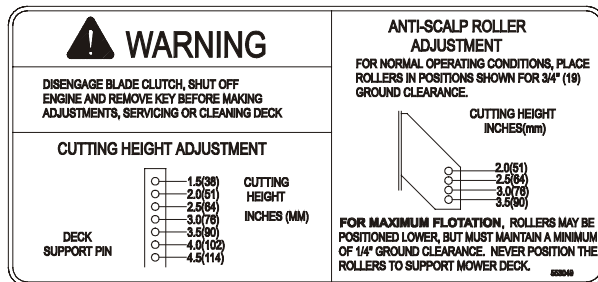 WARNING
DISENGAGE BLADE CLUTCH, SHUT OFF
ENGINE AND REMOVE KEY BEFORE MAKING
ADJUSTMENTS, SERVICING OR CLEANING DECK
CUTTING HEIGHT ADJUSTMENT
1.5(38)
2.0(51)
2.5(64)
3.0(76)
3.5(90)
4.0(102)
4.5(114)
CUTTING
HEIGHT
INCHES (MM)
DECK
SUPPORT PIN
ANTI-SCALP ROLLER
ADJUSTMENT
FOR NORMAL OPERATING CONDITIONS, PLACE
ROLLERS IN POSITIONS SHOWN FOR 3/4" (19)
GROUND CLEARANCE.
CUTTING HEIGHT
INCHES(mm)
2.0(51)
2.5(64)
3.0(76)
3.5(90)
FOR MAXIMUM FLOTATION, ROLLERS MAY BE
POSITIONED LOWER, BUT MUST MAINTAIN A MINIMUM
OF 1/4" GROUND CLEARANCE. NEVER POSITION THE
ROLLERS TO SUPPORT MOWER DECK.
553049